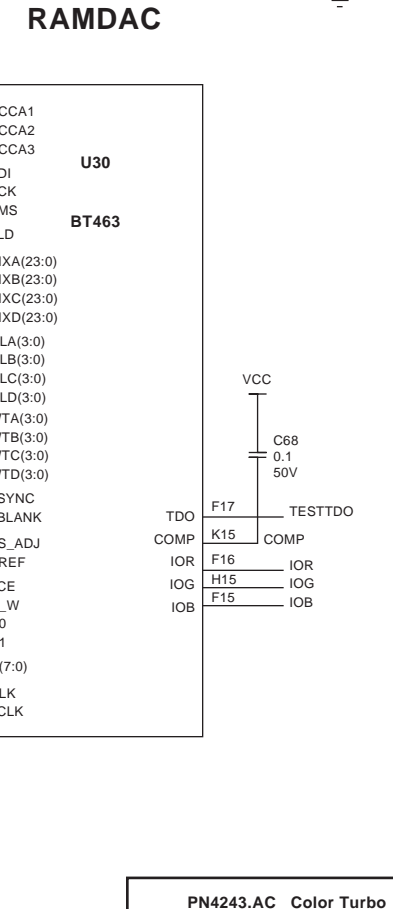 RAMDAC
CCA1
CCA2
CCA3
U30
DI
CK
MS
BT463
LD
IXA(23:0)
IXB(23:0)
IXC(23:0)
IXD(23:0)
LA(3:0)
LB(3:0)
LC(3:0)
LD(3:0)
VCC
/TA(3:0)
/TB(3:0)
/TC(3:0)
/TD(3:0)
C68
0.1
50V
SYNC
BLANK
TDO F17 TESTTDO
S_ADJ
COMP K15 COMP
REF
IOR F16 IOR
CE
IOG H15 IOG
_W
IOB F15 IOB
0
1
(7:0)
LK
CLK
PN4243.AC Color Turbo